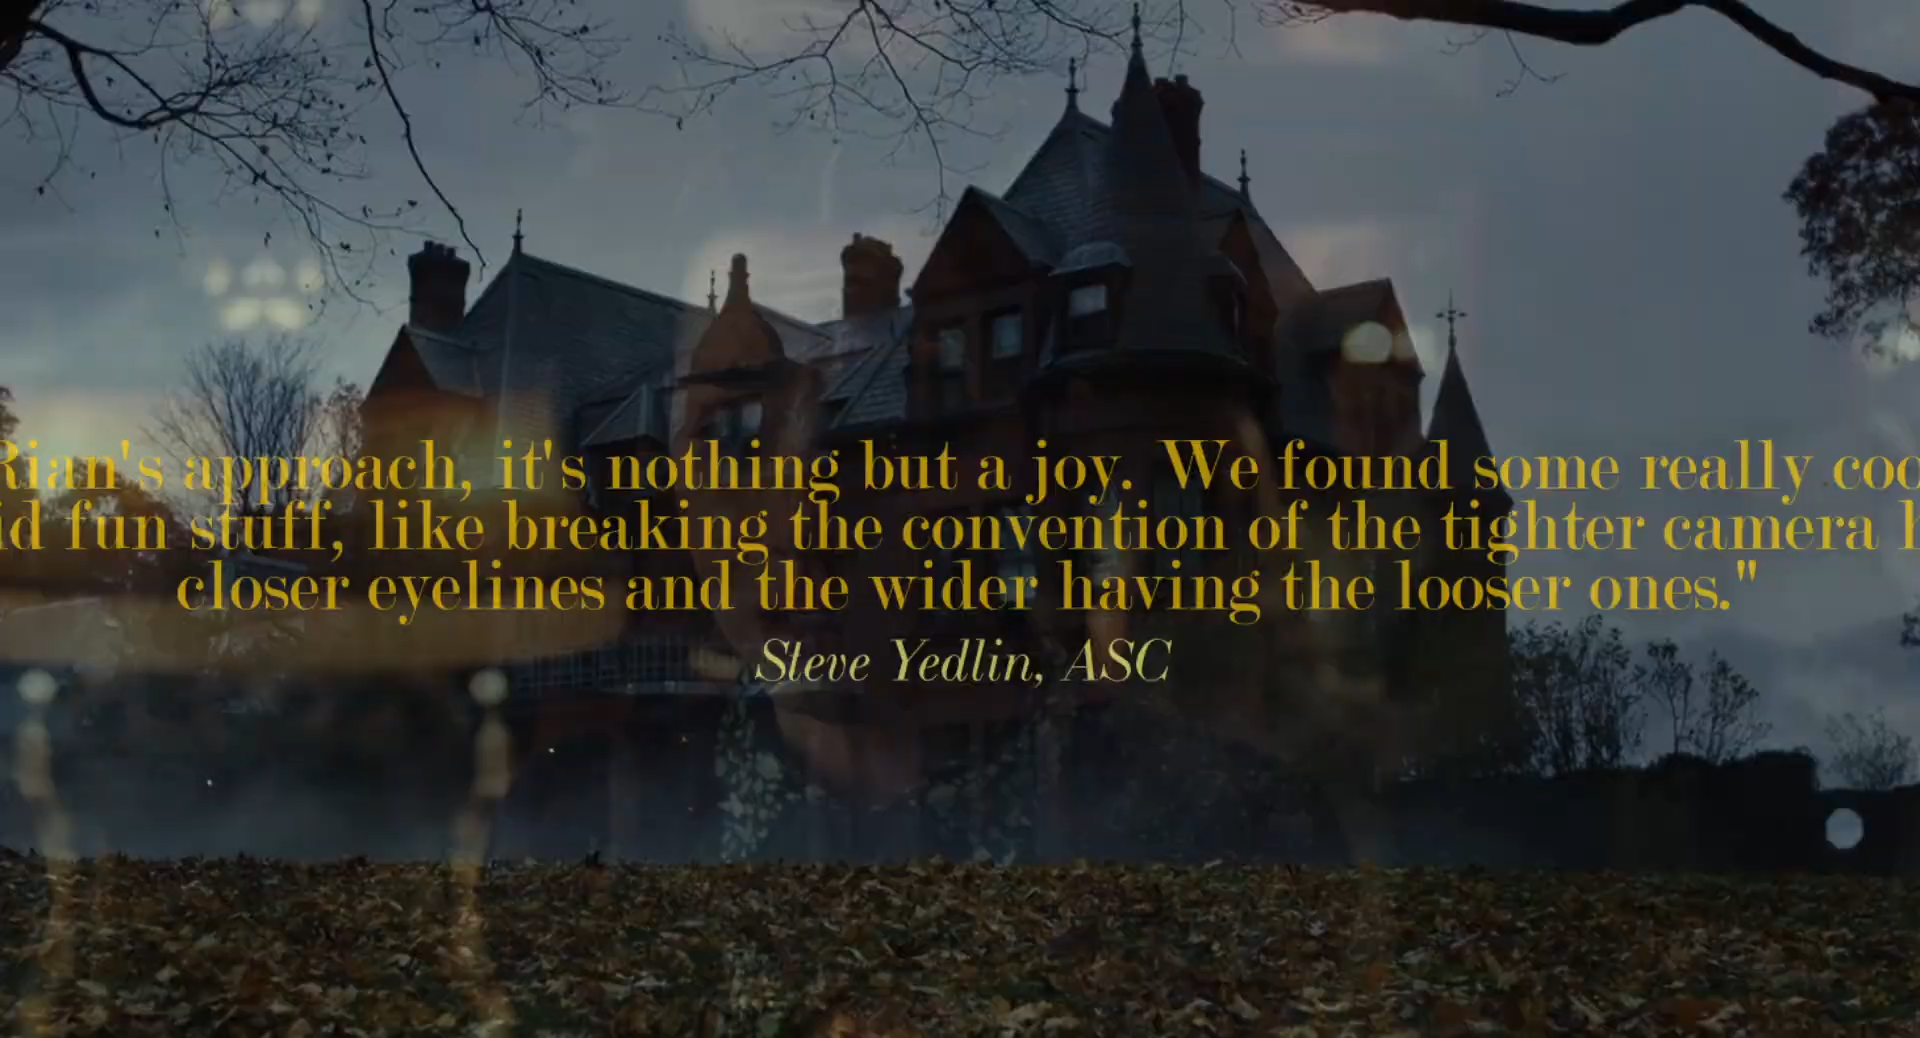 Rian's approach, it's nothing but a joy. We found some really coo
d fun stuff, like breaking the convention of the tighter camera h
closer eyelines and the wider having the looser ones."
Steve Yedlin, ASC